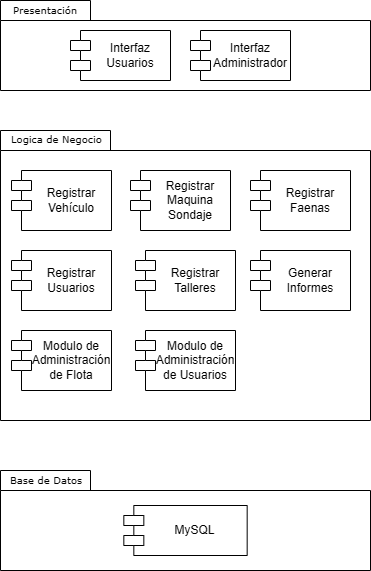 Presentación
Interfaz
Usuarios
Interfaz
Administrador
Logica de Negocio
Registrar
Vehículo
Registrar
Maquina
Sondaje
Registrar
Faenas
Registrar
Usuarios
Registrar
Talleres
Generar
Informes
Modulo de
Administración
de Flota
Modulo de
Administración
de Usuarios
Base de Datos
MySQL